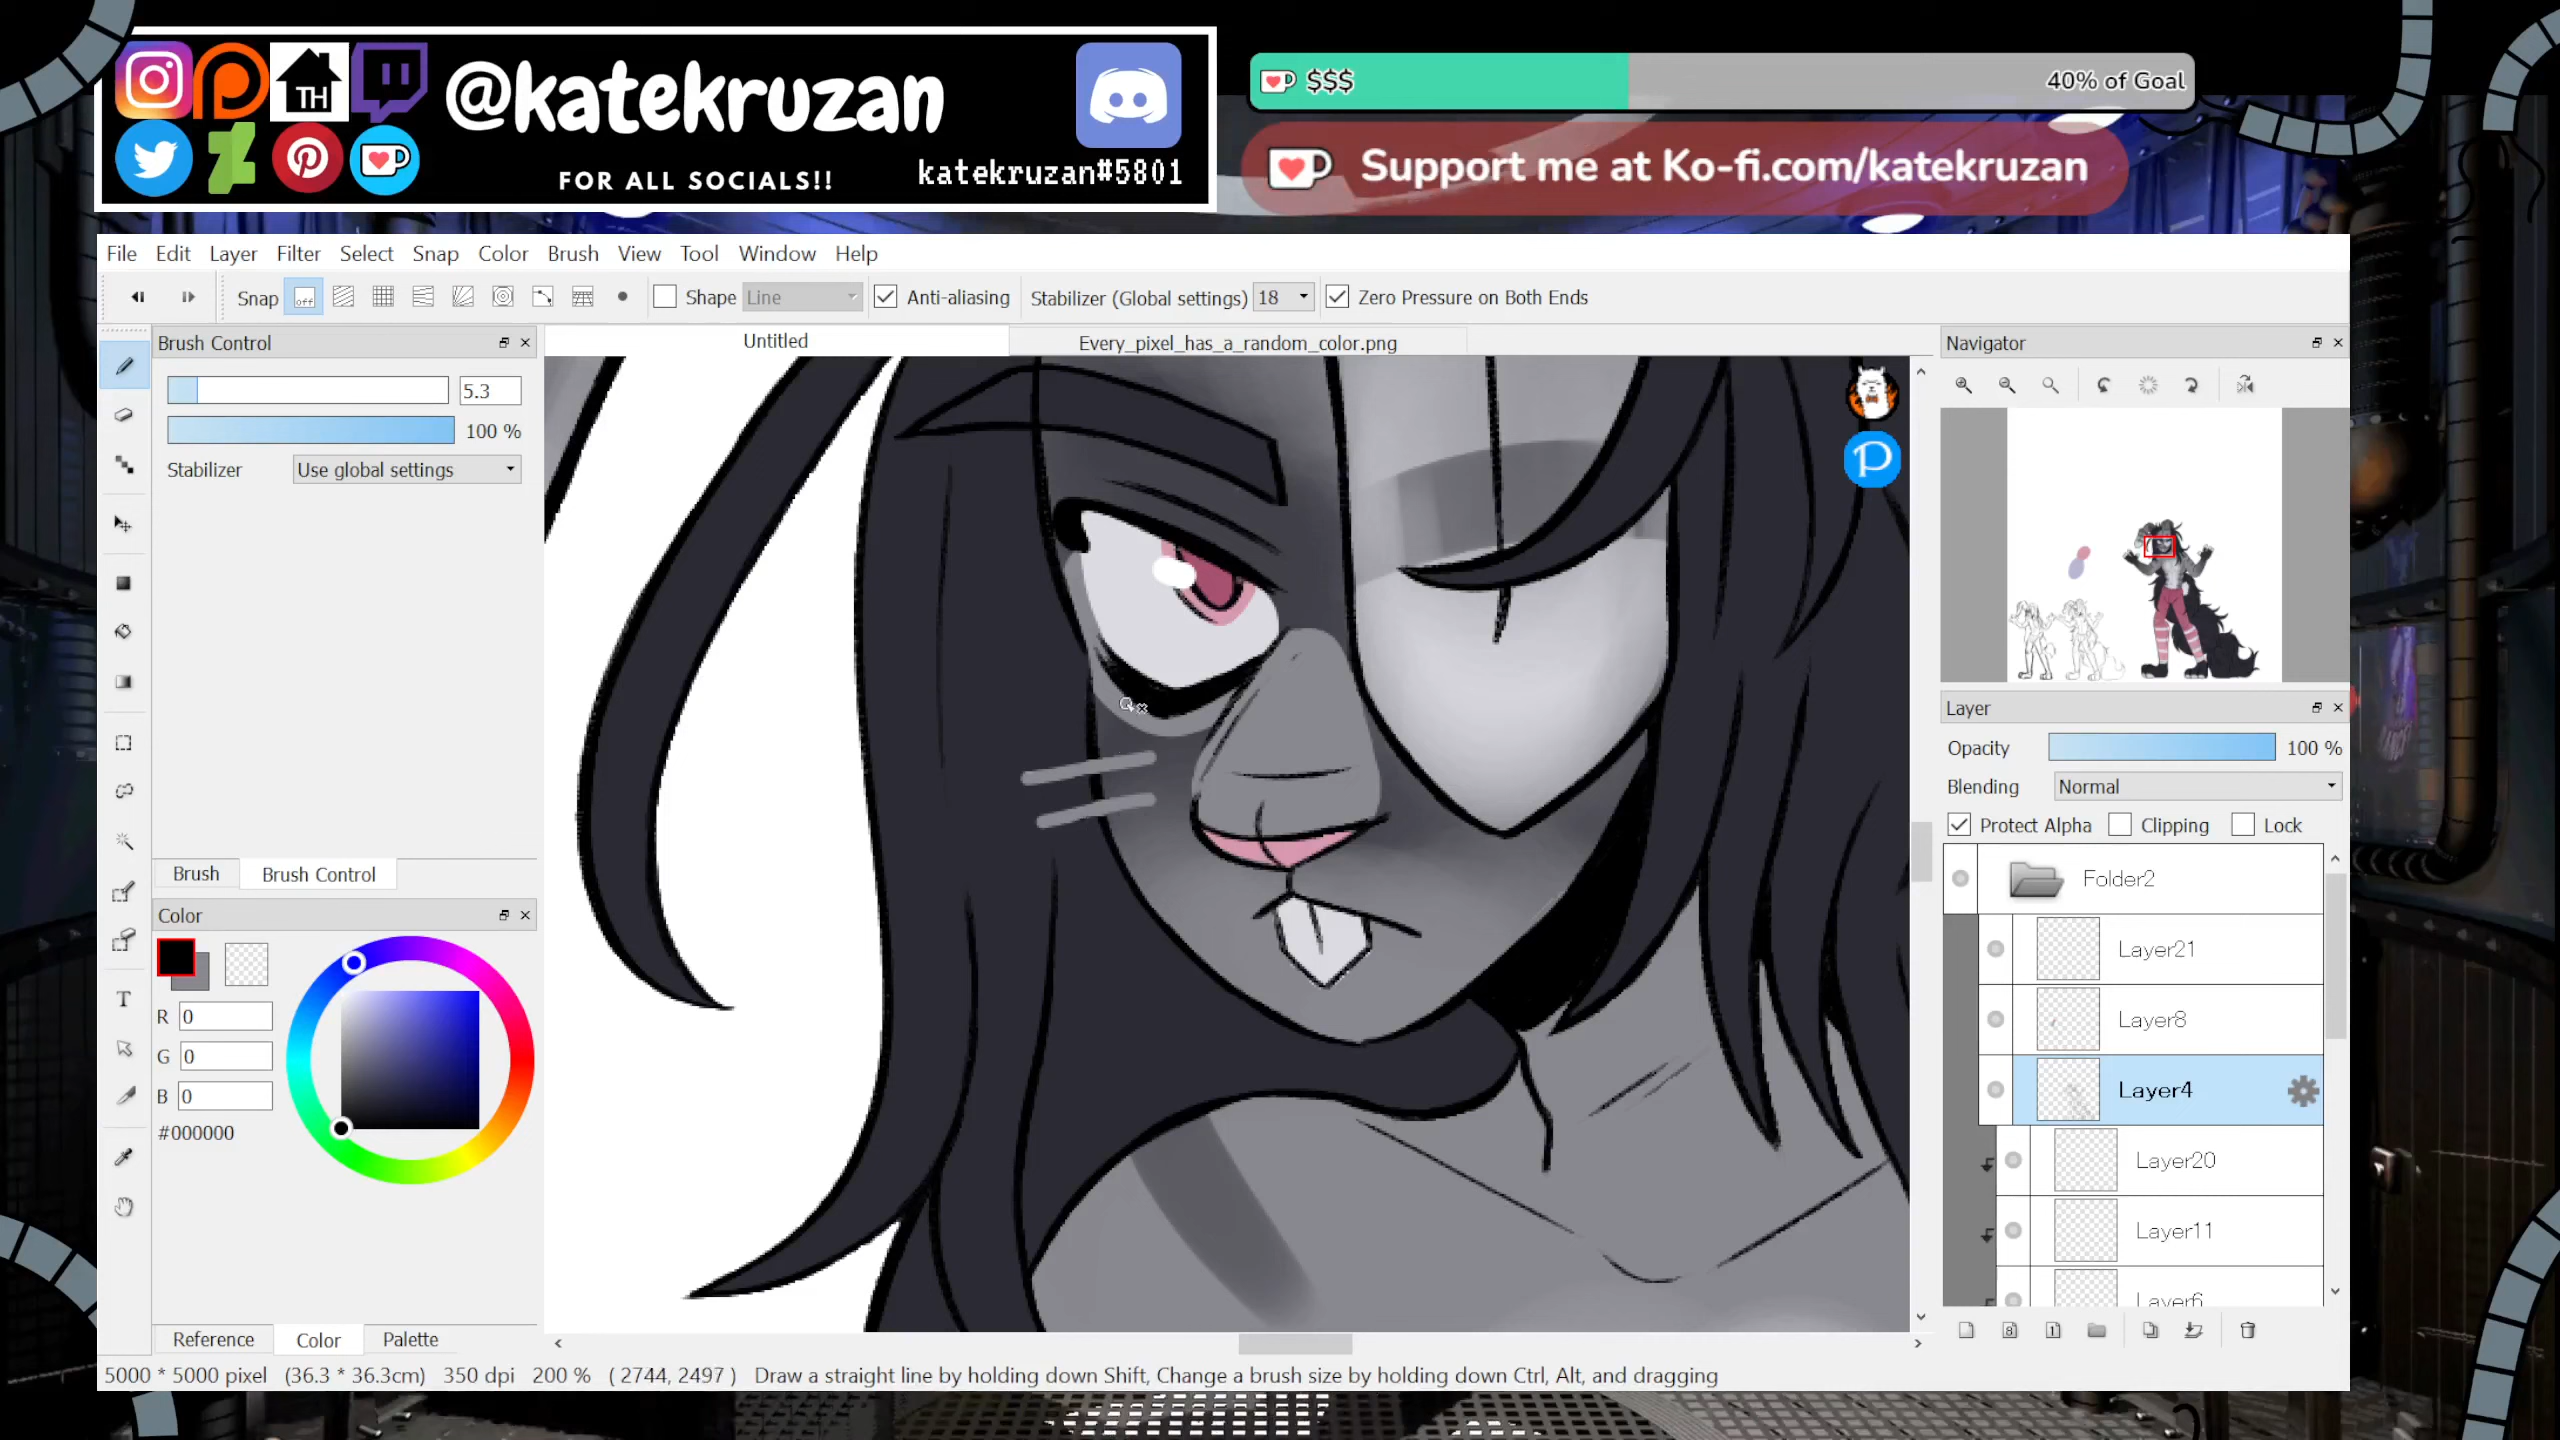 TH
@katekruzan
FOR ALL SOCIALS!!
katekruzan#5801
$$$
40% of Goal
Support me at Ko-fi.com/katekruzan
File Edit Layer Filter Select Snap Color Brush View Tool Window Help
Snap off Shape Line Anti-aliasing Stabilizer (Global settings) 18 Zero Pressure on Both Ends
Brush Control
5.3
100 %
Stabilizer Use global settings
Brush Brush Control
Color
R 0
G 0
B 0
#000000
Reference Color Palette
Untitled
Every_pixel_has_a_random_color.png
Navigator
Layer
Opacity 100 %
Blending Normal
Protect Alpha Clipping Lock
Folder2
Layer21
Layer8
Layer4
Layer20
Layer11
Layer6
8
1
5000 * 5000 pixel (36.3 * 36.3cm) 350 dpi 200 % ( 2744, 2497 ) Draw a straight line by holding down Shift, Change a brush size by holding down Ctrl, Alt, and dragging